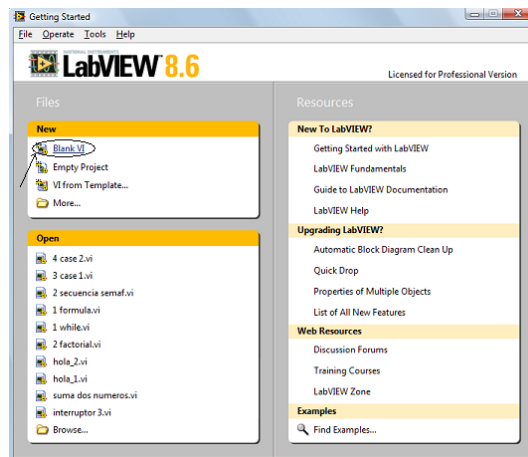 Getting Started
File Operate Tools Help
NATIONAL INSTRUMENTS
LabVIEW 8.6
Licensed for Professional Version
Files
New
Blank VI
Empty Project
VI from Template...
More...
Open
4 case 2.vi
3 case 1.vi
2 secuencia semaf.vi
1 formula.vi
1 while.vi
2 factorial.vi
hola_2.vi
hola_1.vi
suma dos numeros.vi
interruptor 3.vi
Browse...
Resources
New To LabVIEW?
Getting Started with LabVIEW
LabVIEW Fundamentals
Guide to LabVIEW Documentation
LabVIEW Help
Upgrading LabVIEW?
Automatic Block Diagram Clean Up
Quick Drop
Properties of Multiple Objects
List of All New Features
Web Resources
Discussion Forums
Training Courses
LabVIEW Zone
Examples
Find Examples...